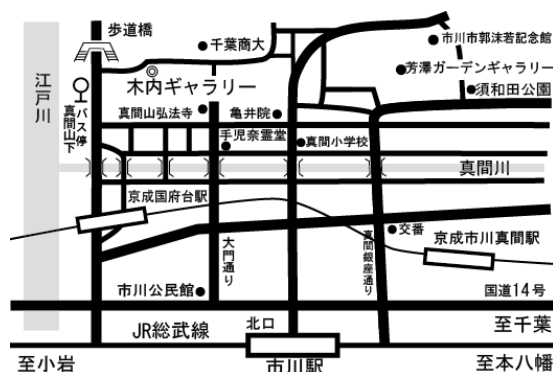 歩道橋
千葉商大
市川市郭沫若記念館
木内ギャラリー
芳澤ガーデンギャラリー
江戸川
須和田公園
バス停
真間山下
真間山弘法寺
亀井院
手児奈霊堂
真間小学校
真間川
京成国府台駅
大門通り
真間銀座通り
交番
京成市川真間駅
市川公民館
国道14号
JR総武線
北口
至千葉
至小岩
市川駅
至本八幡